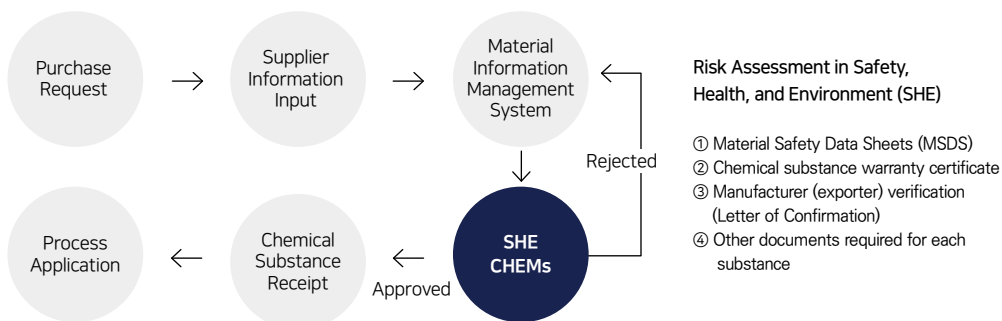 Purchase
Request
Supplier
Information
Input
Material
Information
Management
System
Rejected
SHE
CHEMs
Approved
Chemical
Substance
Receipt
Process
Application
Risk Assessment in Safety,
Health, and Environment (SHE)
① Material Safety Data Sheets (MSDS)
② Chemical substance warranty certificate
③ Manufacturer (exporter) verification
(Letter of Confirmation)
④ Other documents required for each
substance